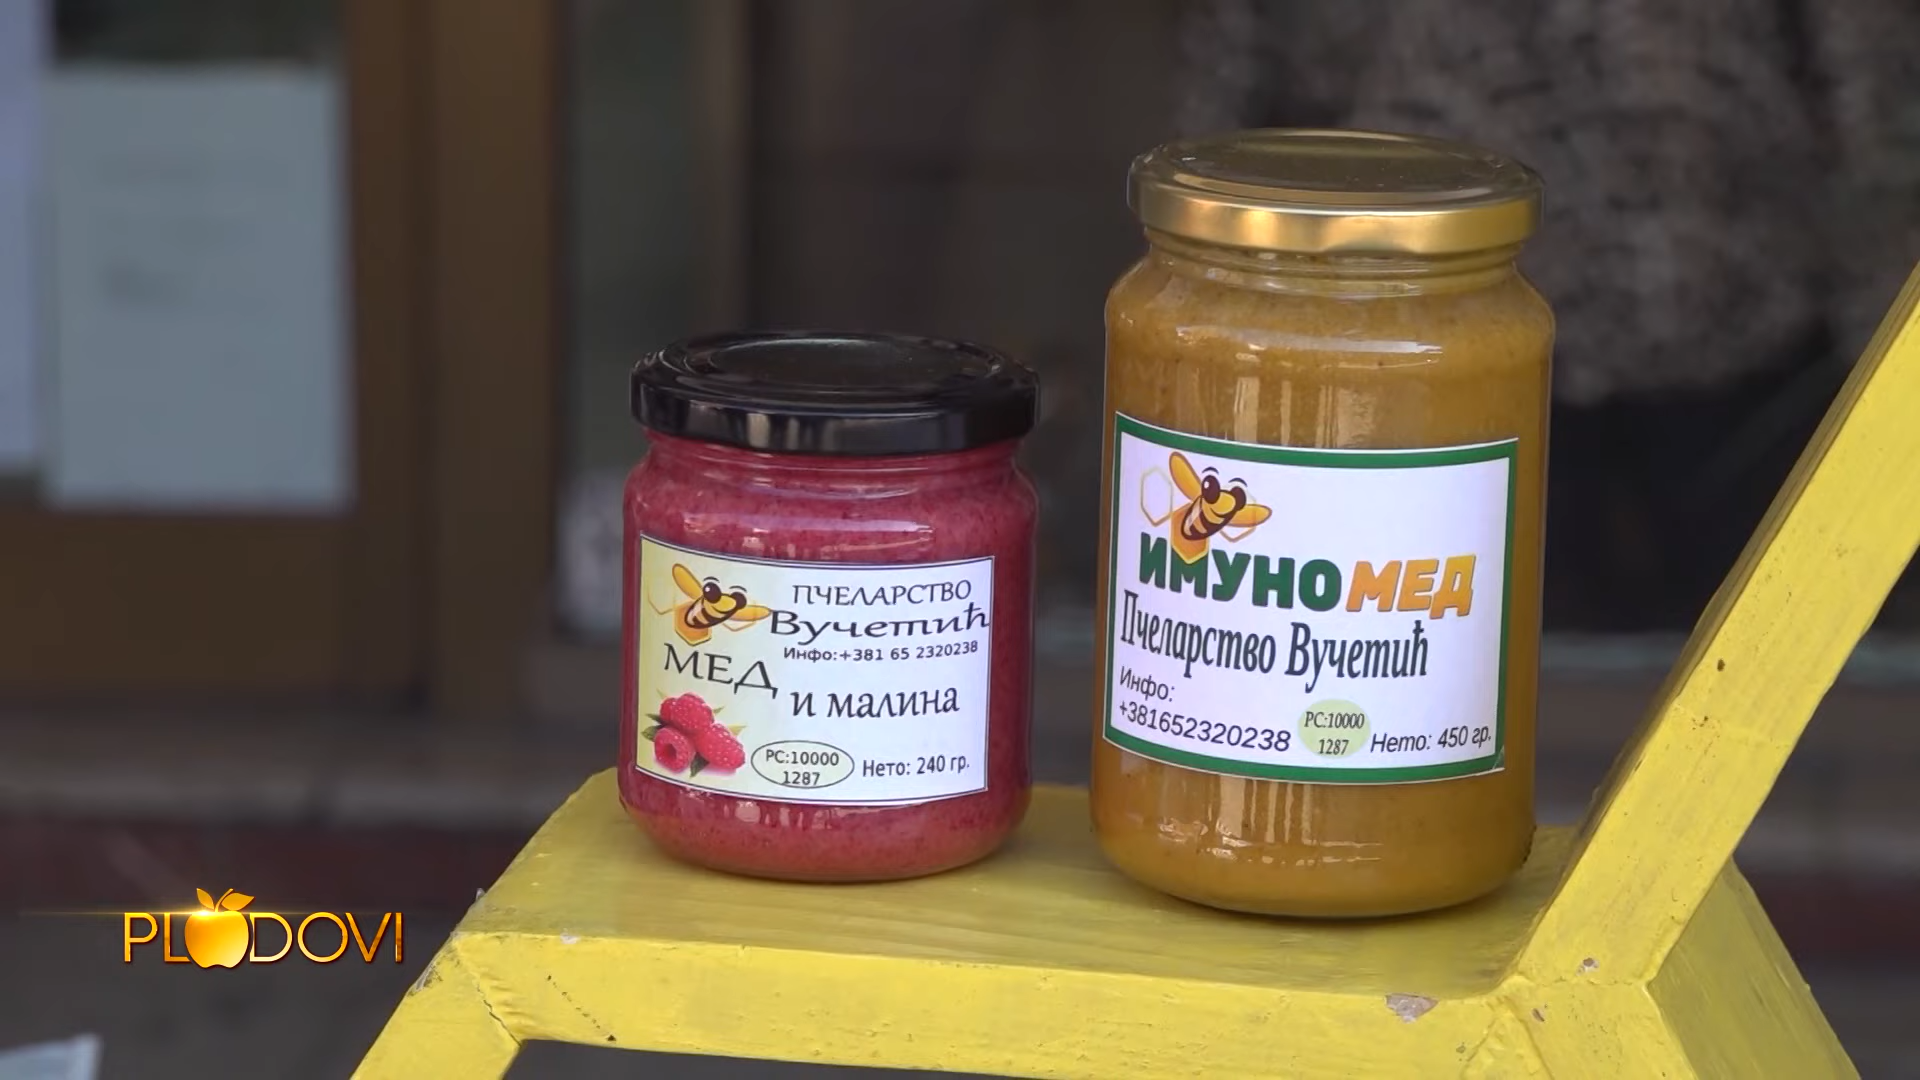 ПЧЕЛАРСТВО
Вучетић
Инфо:+381 65 2320238
МЕД
и малина
РС:10000
1287
Нето: 240 гр.
ИМУНОМЕД
Пчеларство Вучетић
Инфо:
+381652320238
РС:10000
1287
Нето: 450 гр.
PLODOVI